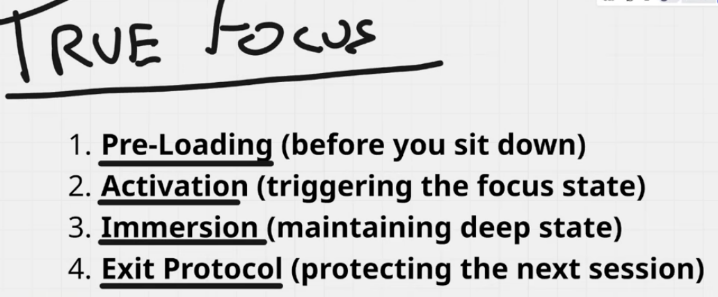 TRUE FOCUS
1. Pre-Loading (before you sit down)
2. Activation (triggering the focus state)
3. Immersion (maintaining deep state)
4. Exit Protocol (protecting the next session)